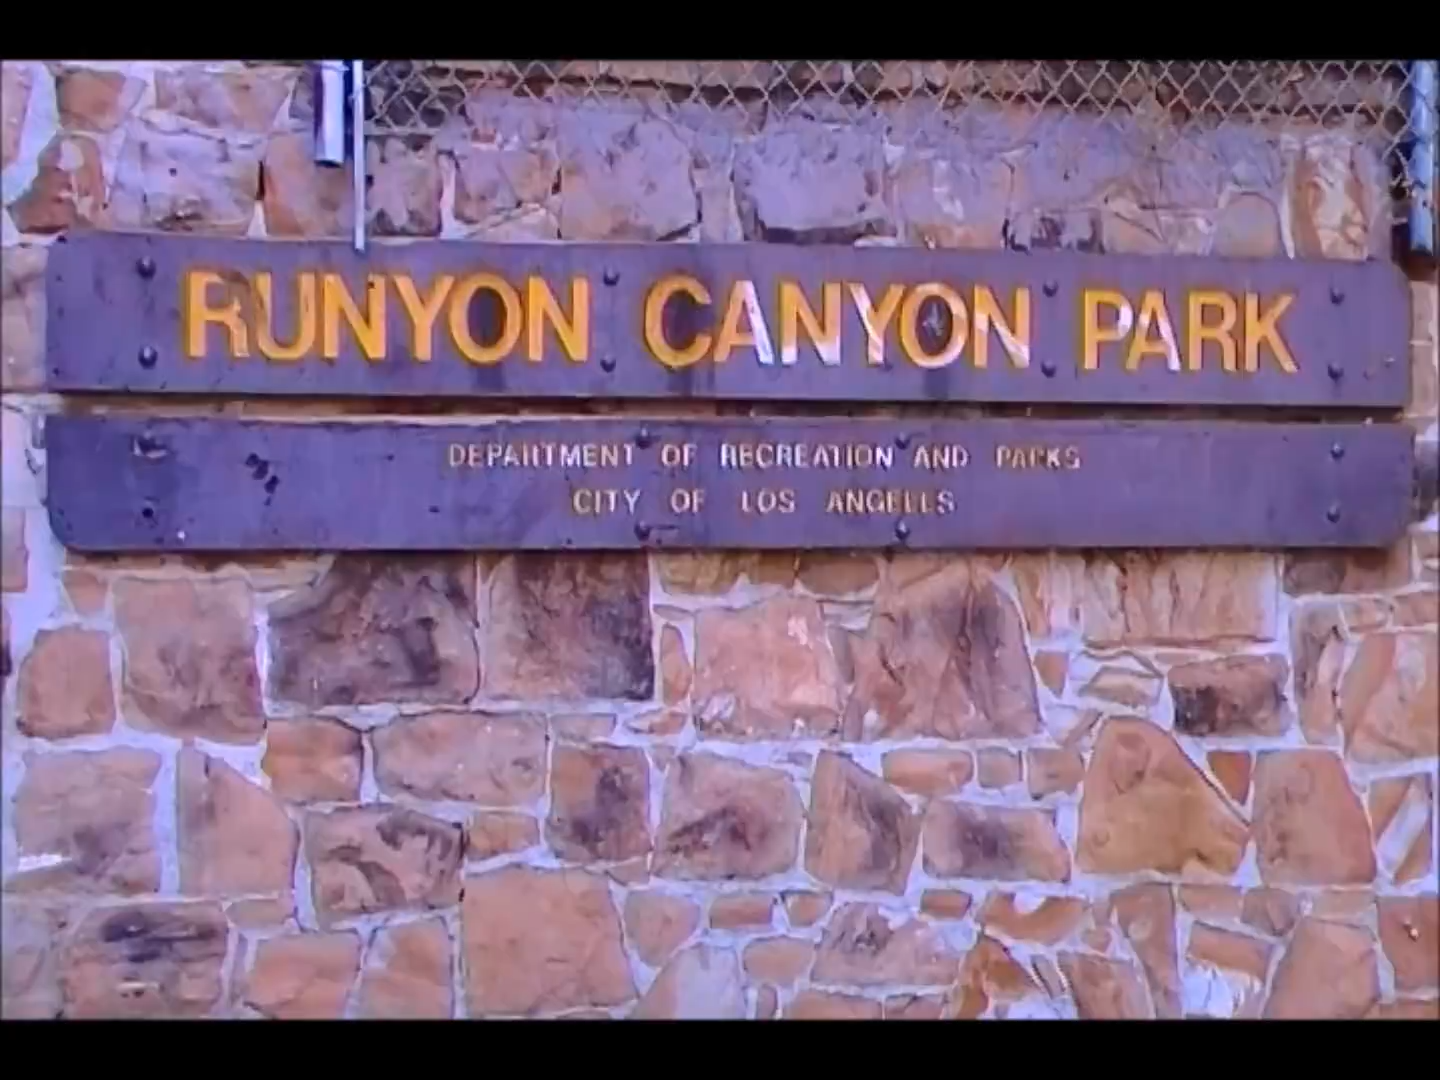 RUNYON CANYON PARK
DEPARTMENT OF RECREATION AND PARKS
CITY OF LOS ANGELES